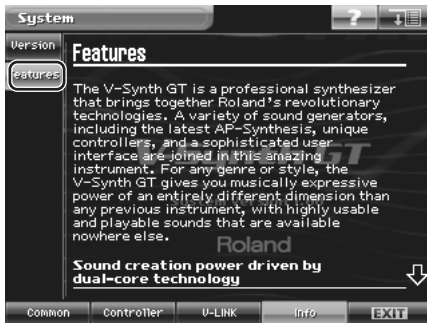 System
?
Version
Features
Features
The V-Synth GT is a professional synthesizer
that brings together Roland's revolutionary
technologies. A variety of sound generators,
including the latest AP-Synthesis, unique
controllers, and a sophisticated user
interface are joined in this amazing
instrument. For any genre or style, the
V-Synth GT gives you musically expressive
power of an entirely different dimension than
any previous instrument, with highly usable
and playable sounds that are available
nowhere else.
Roland
Sound creation power driven by
dual-core technology
Common Controller V-LINK Info EXIT